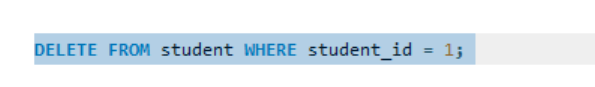 DELETE FROM student WHERE student_id = 1;